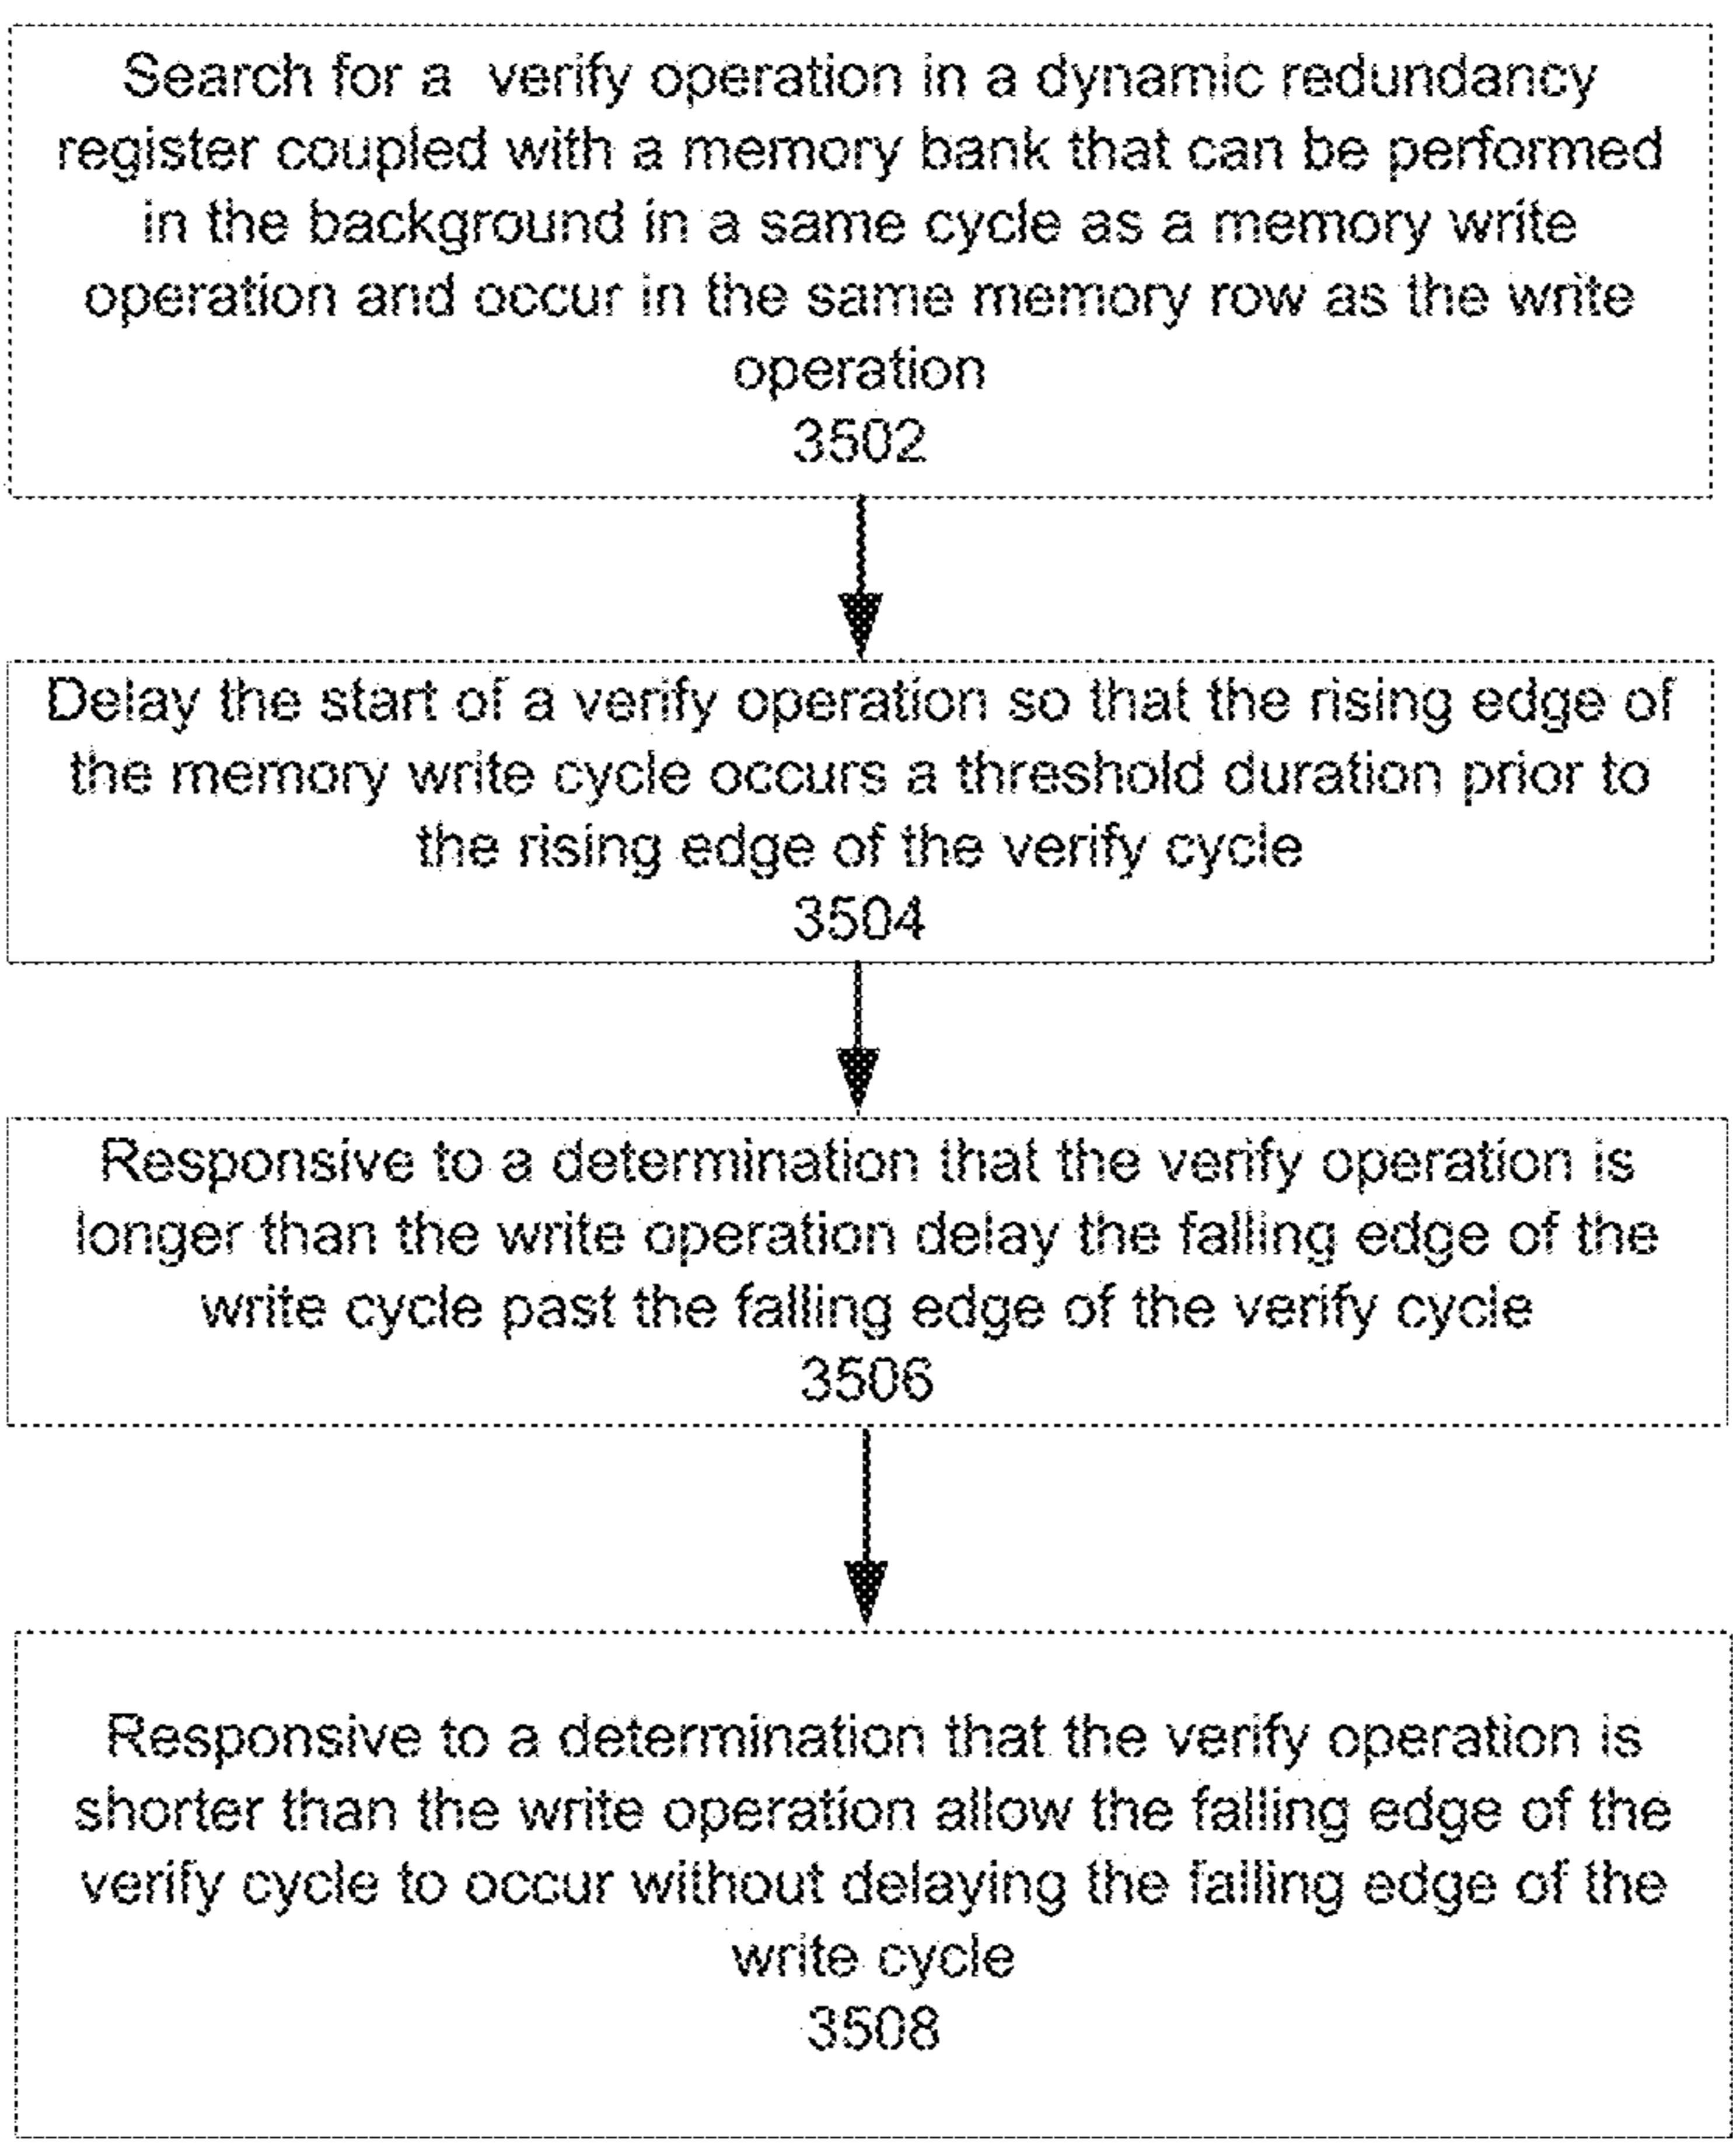 Search for a verify operation in a dynamic redundancy
register coupled with a memory bank that can be performed
in the background in a same cycle as a memory write
operation and occur in the same memory row as the write
operation
3502
Delay the start of a verify operation so that the rising edge of
the memory write cycle occurs a threshold duration prior to
the rising edge of the verify cycle
3504
Responsive to a determination that the verify operation is
longer than the write operation delay the falling edge of the
write cycle past the falling edge of the verify cycle
3506
Responsive to a determination that the verify operation is
shorter than the write operation allow the falling edge of the
verify cycle to occur without delaying the falling edge of the
write cycle
3508